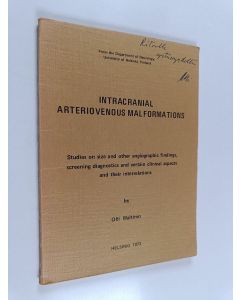 From the Department of Neurology
University of Helsinki, Finland
INTRACRANIAL
ARTERIOVENOUS MALFORMATIONS
Studies on size and other angiographic findings,
screening diagnostics and certain clinical aspects
and their interrelations
by
Olli Waltimo
HELSINKI 1973